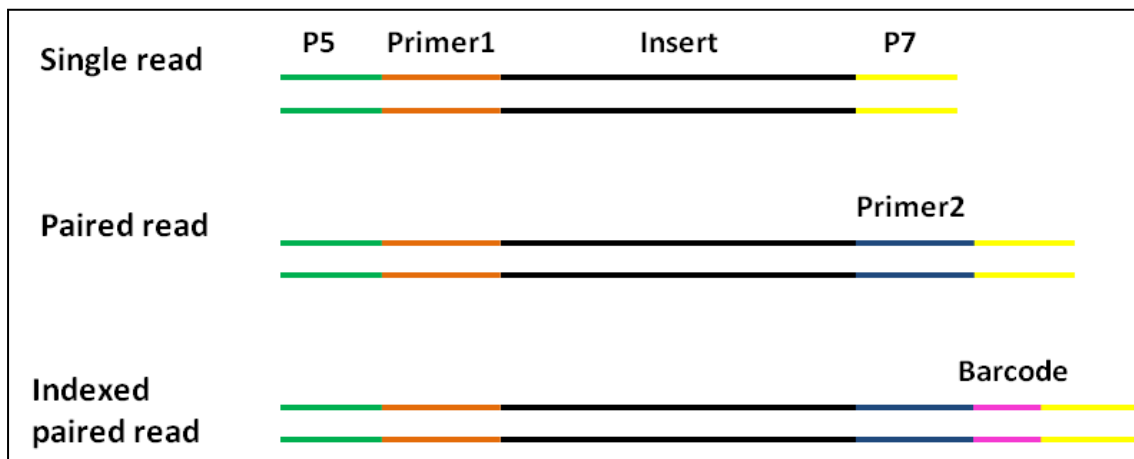 P5 Primer1 Insert P7
Single read
Primer2
Paired read
Barcode
Indexed
paired read